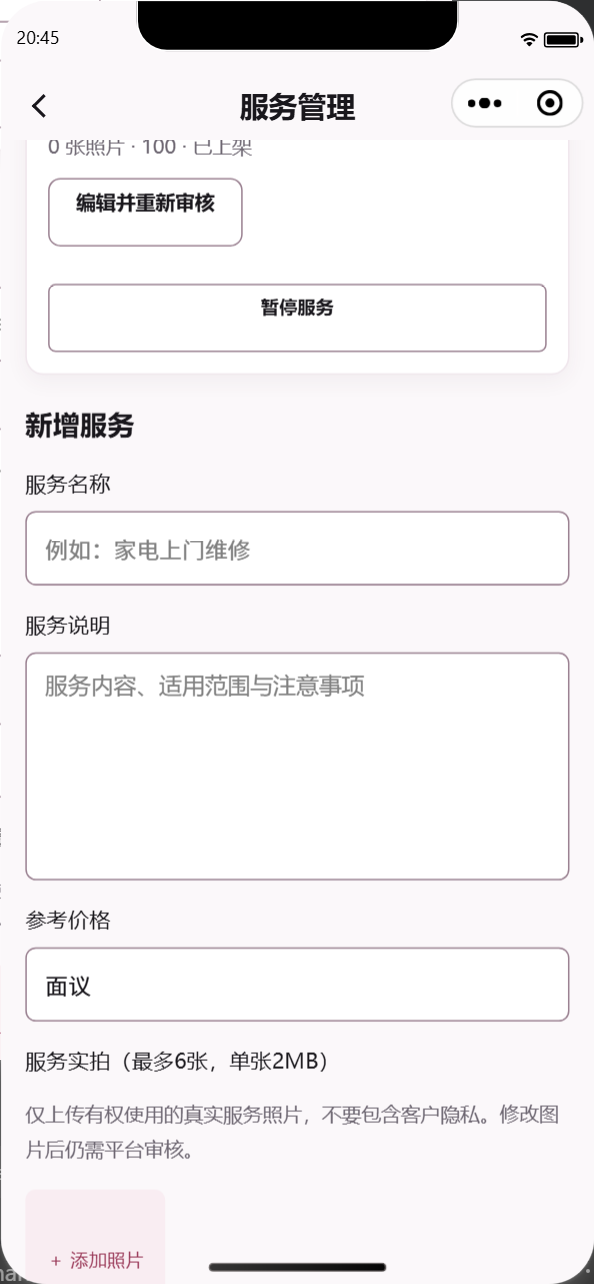 20:45
服务管理
0 张照片 · 100 · 已上架
编辑并重新审核
暂停服务
新增服务
服务名称
例如：家电上门维修
服务说明
服务内容、适用范围与注意事项
参考价格
面议
服务实拍（最多6张，单张2MB）
仅上传有权使用的真实服务照片，不要包含客户隐私。修改图
片后仍需平台审核。
+ 添加照片